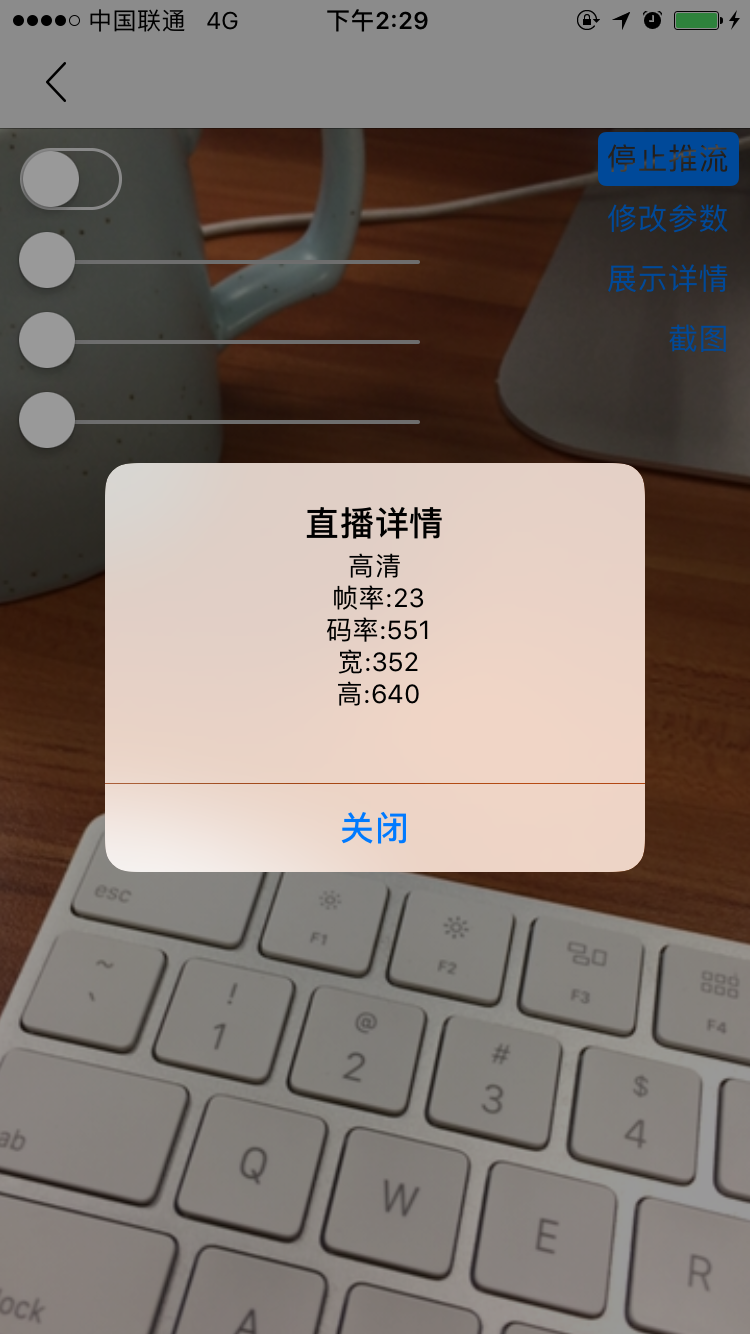 中国联通 4G 下午2:29
停止推流
修改参数
展示详情
截图
直播详情
高清
帧率:23
码率:551
宽:352
高:640
关闭
esc F1 F2 F3 F4
~ ! @ # $
` 1 2 3 4
ab Q W E R
lock A